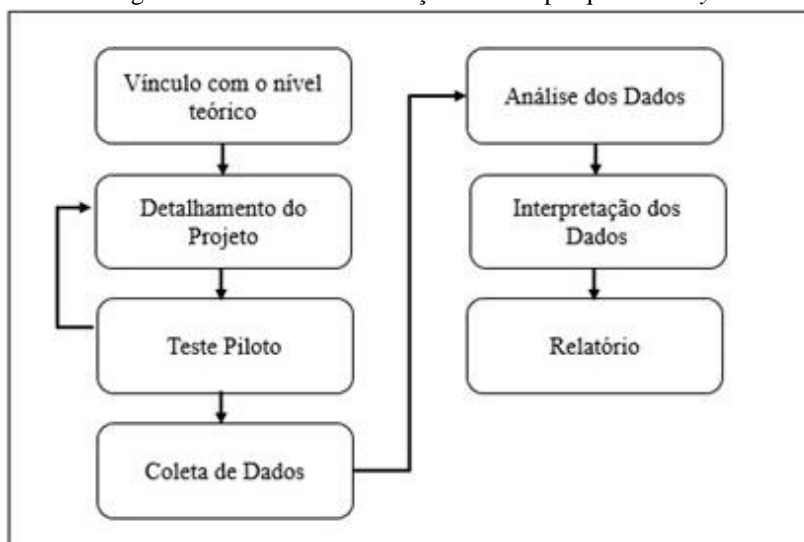 Vínculo com o nível
teórico
Detalhamento do
Projeto
Teste Piloto
Coleta de Dados
Análise dos Dados
Interpretação dos
Dados
Relatório